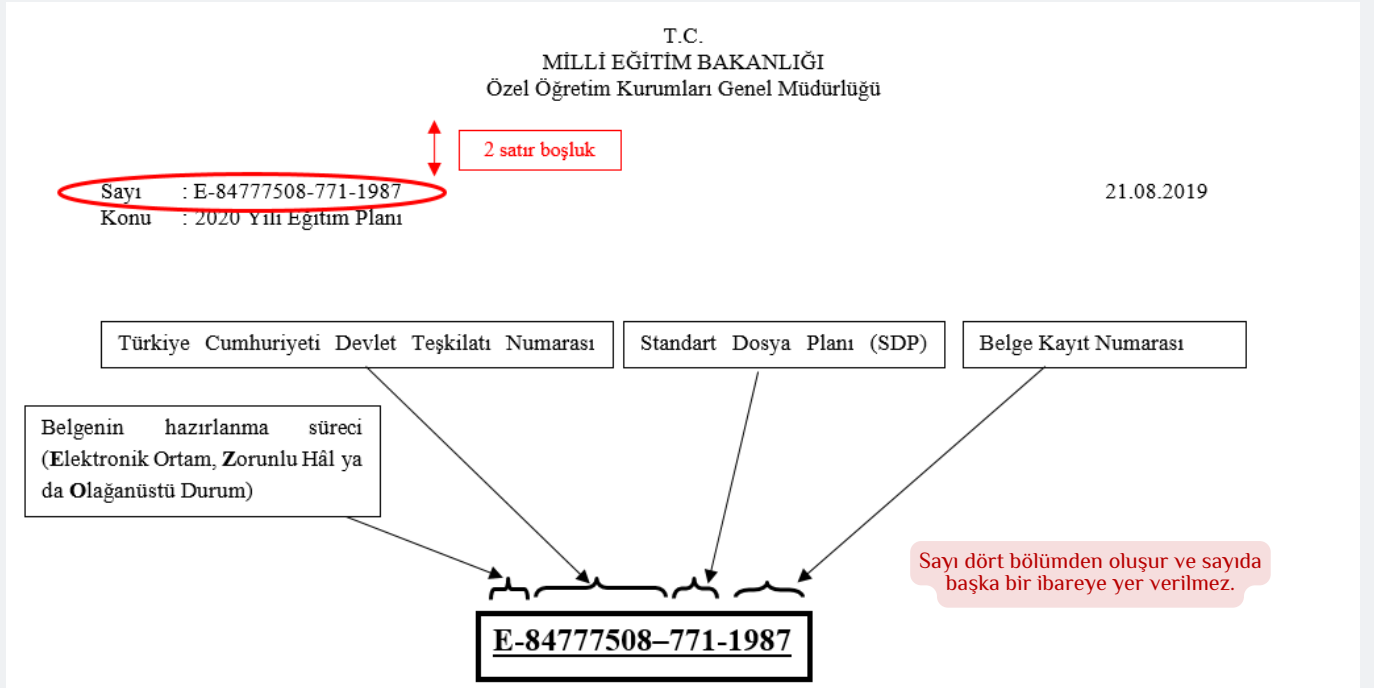 T.C.
MİLLİ EĞİTİM BAKANLIĞI
Özel Öğretim Kurumları Genel Müdürlüğü
2 satır boşluk
Sayı : E-84777508-771-1987 21.08.2019
Konu : 2020 Yılı Eğitim Planı
Türkiye Cumhuriyeti Devlet Teşkilatı Numarası
Standart Dosya Planı (SDP)
Belge Kayıt Numarası
Belgenin hazırlanma süreci
(Elektronik Ortam, Zorunlu Hâl ya
da Olağanüstü Durum)
Sayı dört bölümden oluşur ve sayıda
başka bir ibareye yer verilmez.
E-84777508–771-1987